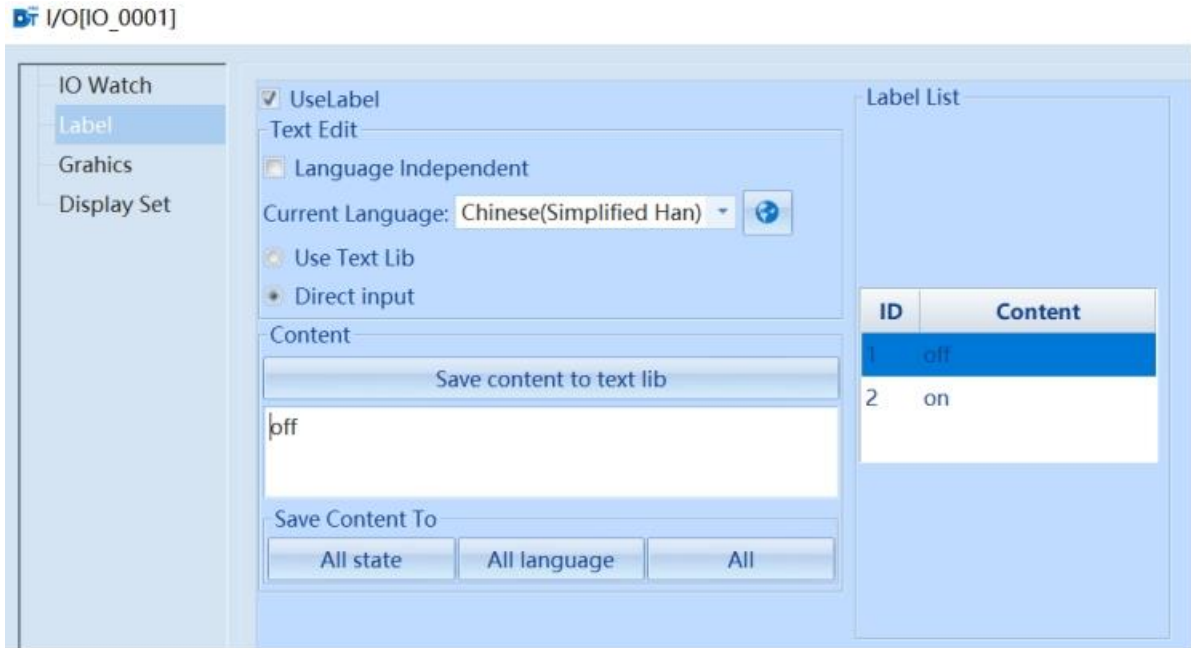 DT I/O[IO_0001]
IO Watch
Label
Grahics
Display Set
UseLabel
Text Edit
Language Independent
Current Language: Chinese(Simplified Han)
Use Text Lib
Direct input
Content
Save content to text lib
off
Save Content To
All state All language All
Label List
ID Content
1 off
2 on